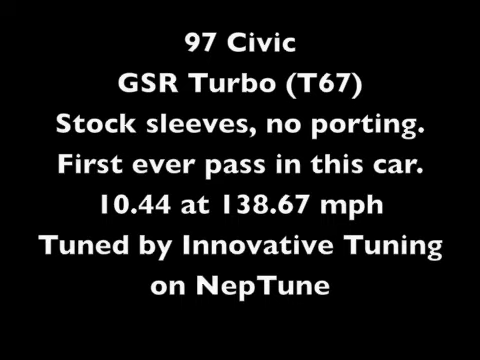 97 Civic
GSR Turbo (T67)
Stock sleeves, no porting.
First ever pass in this car.
10.44 at 138.67 mph
Tuned by Innovative Tuning
on NepTune